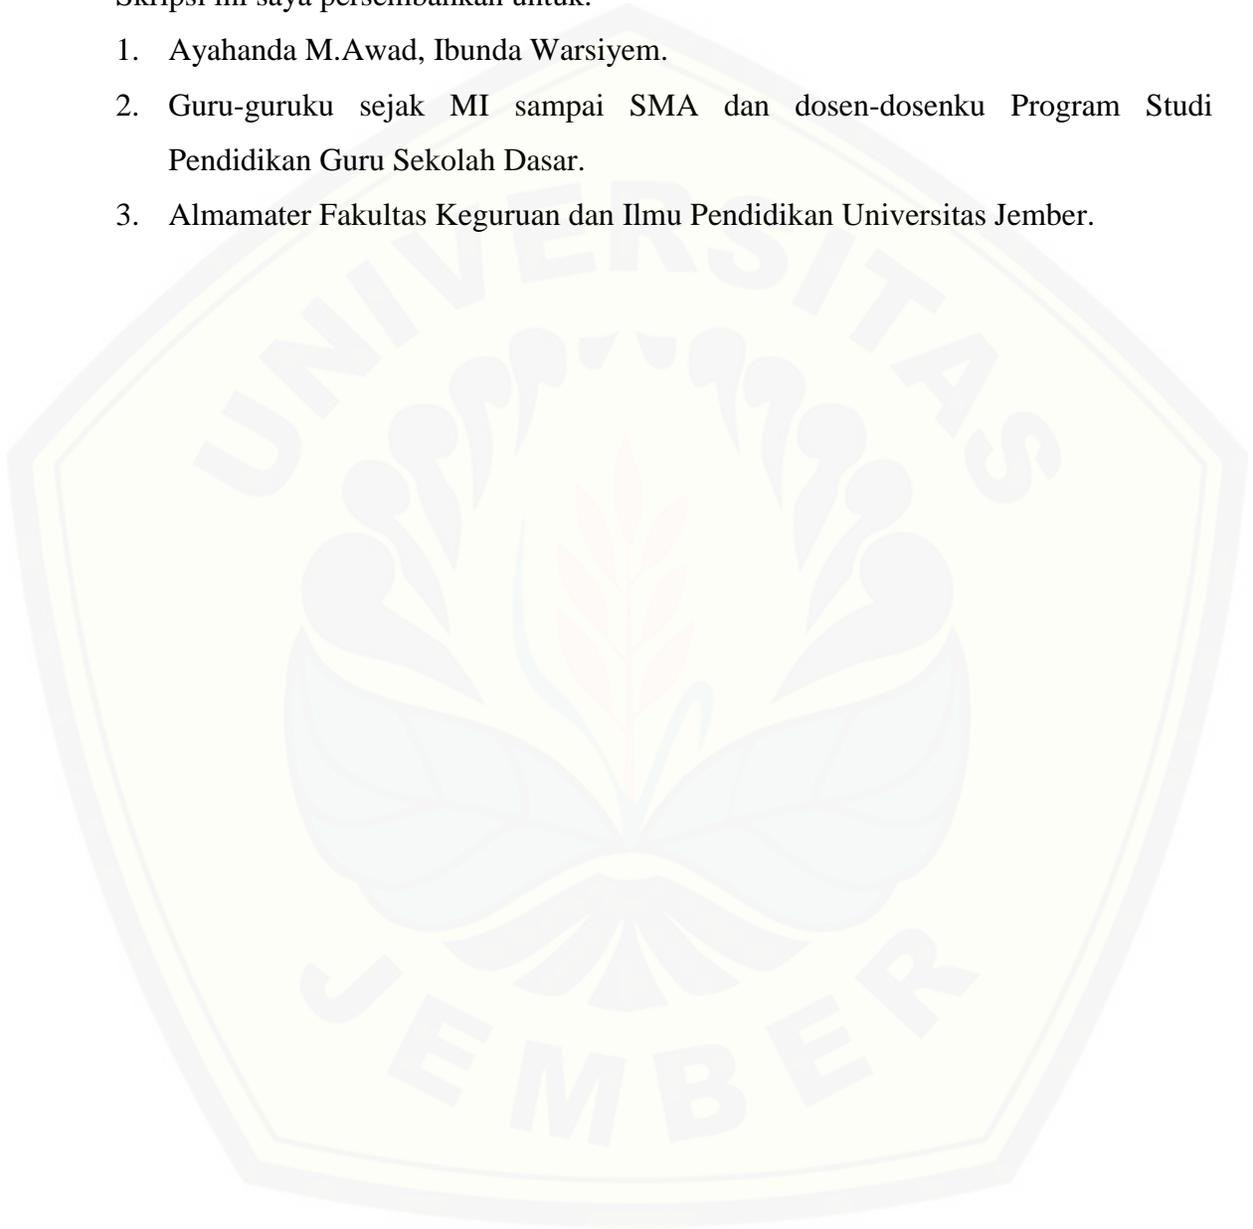 Skripsi ini saya persembahkan untuk:
1. Ayahanda M.Awad, Ibunda Warsiyem.
2. Guru-guruku sejak MI sampai SMA dan dosen-dosenku Program Studi
Pendidikan Guru Sekolah Dasar.
3. Almamater Fakultas Keguruan dan Ilmu Pendidikan Universitas Jember.
UNIVERSITAS
JEMBER